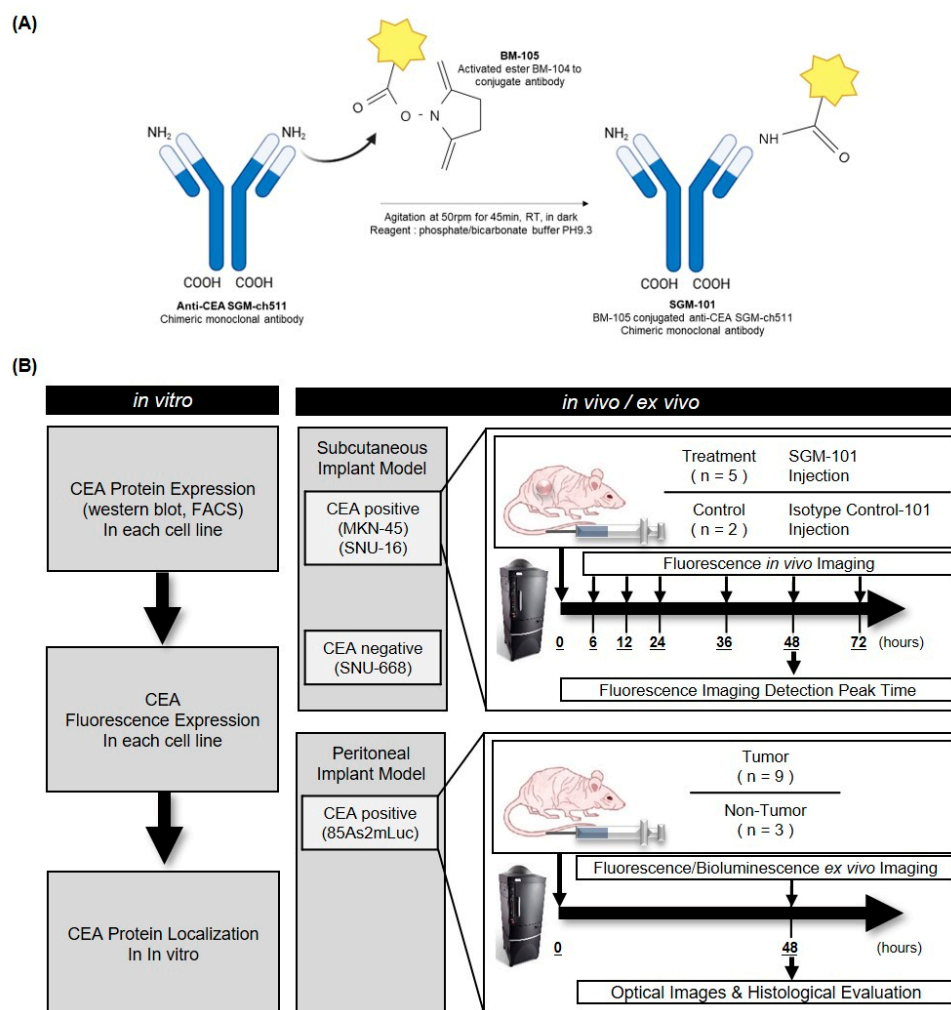 (A)
BM-105
Activated ester BM-104 to
conjugate antibody
NH2
NH2
O
O
-
N
NH2
NH
O
Agitation at 50rpm for 45min, RT, in dark
Reagent : phosphate/bicarbonate buffer PH9.3
COOH
COOH
COOH
COOH
Anti-CEA SGM-ch511
Chimeric monoclonal antibody
SGM-101
BM-105 conjugated anti-CEA SGM-ch511
Chimeric monoclonal antibody
(B)
in vitro
CEA Protein Expression
(western blot, FACS)
In each cell line
CEA
Fluorescence Expression
In each cell line
CEA Protein Localization
In In vitro
in vivo / ex vivo
Subcutaneous
Implant Model
CEA positive
(MKN-45)
(SNU-16)
CEA negative
(SNU-668)
Treatment
( n = 5 )
SGM-101
Injection
Control
( n = 2 )
Isotype Control-101
Injection
Fluorescence in vivo Imaging
0 6 12 24 36 48 72 (hours)
Fluorescence Imaging Detection Peak Time
Peritoneal
Implant Model
CEA positive
(85As2mLuc)
Tumor
( n = 9 )
Non-Tumor
( n = 3 )
Fluorescence/Bioluminescence ex vivo Imaging
0 48 (hours)
Optical Images & Histological Evaluation